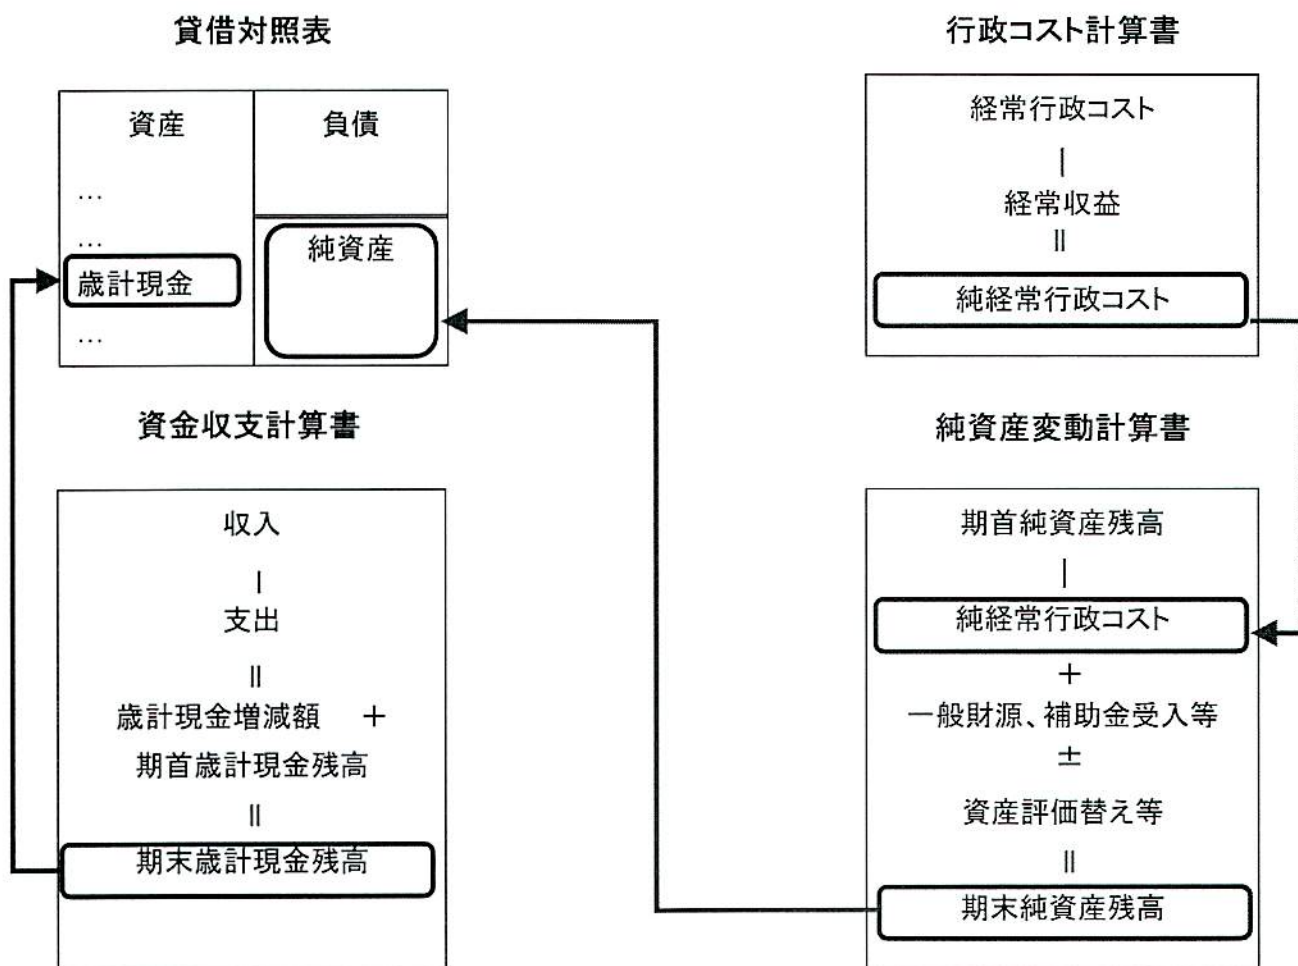 貸借対照表
資産
負債
…
…
純資産
歳計現金
…
行政コスト計算書
経常行政コスト
|
経常収益
||
純経常行政コスト
資金収支計算書
収入
|
支出
||
歳計現金増減額 +
期首歳計現金残高
||
期末歳計現金残高
純資産変動計算書
期首純資産残高
|
純経常行政コスト
+
一般財源、補助金受入等
±
資産評価替え等
||
期末純資産残高